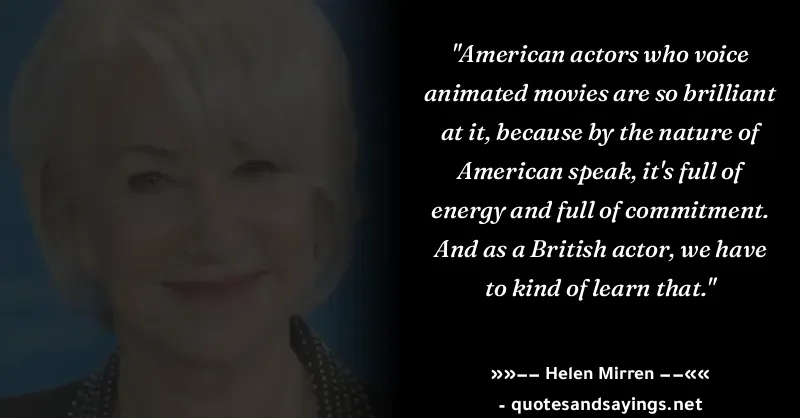 "American actors who voice
animated movies are so brilliant
at it, because by the nature of
American speak, it's full of
energy and full of commitment.
And as a British actor, we have
to kind of learn that."
»»–– Helen Mirren ––««
- quotesandsayings.net